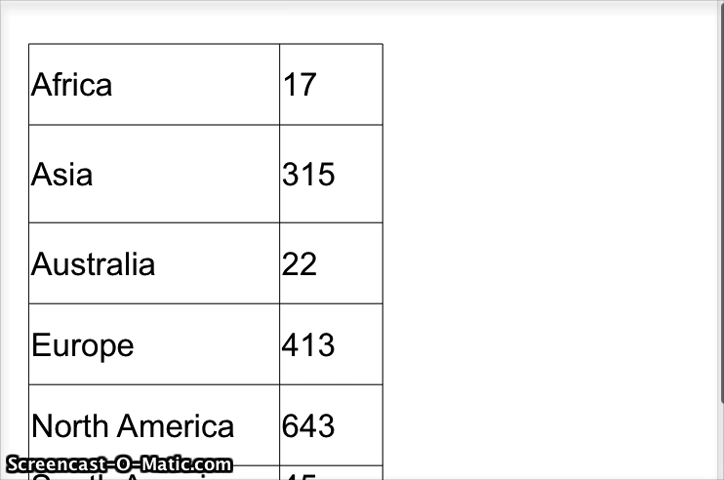 Africa 17
Asia 315
Australia 22
Europe 413
North America 643
Screencast-O-Matic.com